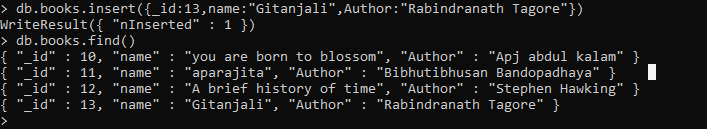 > db.books.insert({_id:13,name:"Gitanjali",Author:"Rabindranath Tagore"})
WriteResult({ "nInserted" : 1 })
> db.books.find()
{ "_id" : 10, "name" : "you are born to blossom", "Author" : "Apj abdul kalam" }
{ "_id" : 11, "name" : "aparajita", "Author" : "Bibhutibhusan Bandopadhaya" }
{ "_id" : 12, "name" : "A brief history of time", "Author" : "Stephen Hawking" }
{ "_id" : 13, "name" : "Gitanjali", "Author" : "Rabindranath Tagore" }
>